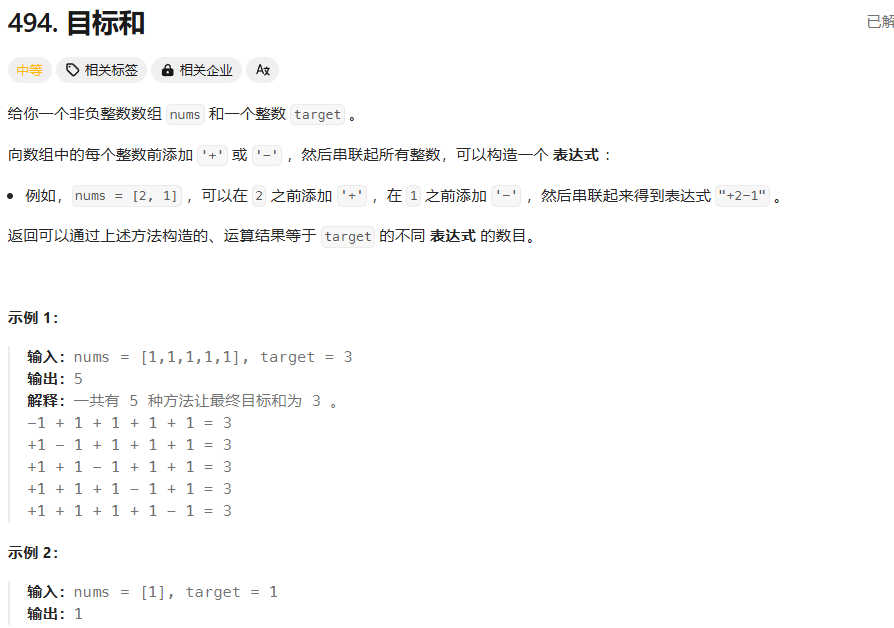 494. 目标和
已解
中等 相关标签 相关企业 Aあ
给你一个非负整数数组 nums 和一个整数 target 。
向数组中的每个整数前添加 '+' 或 '-' ，然后串联起所有整数，可以构造一个 表达式 ：
• 例如，nums = [2, 1] ，可以在 2 之前添加 '+' ，在 1 之前添加 '-' ，然后串联起来得到表达式 "+2-1" 。
返回可以通过上述方法构造的、运算结果等于 target 的不同 表达式 的数目。
示例 1：
输入：nums = [1,1,1,1,1], target = 3
输出：5
解释：一共有 5 种方法让最终目标和为 3 。
-1 + 1 + 1 + 1 + 1 = 3
+1 - 1 + 1 + 1 + 1 = 3
+1 + 1 - 1 + 1 + 1 = 3
+1 + 1 + 1 - 1 + 1 = 3
+1 + 1 + 1 + 1 - 1 = 3
示例 2：
输入：nums = [1], target = 1
输出：1